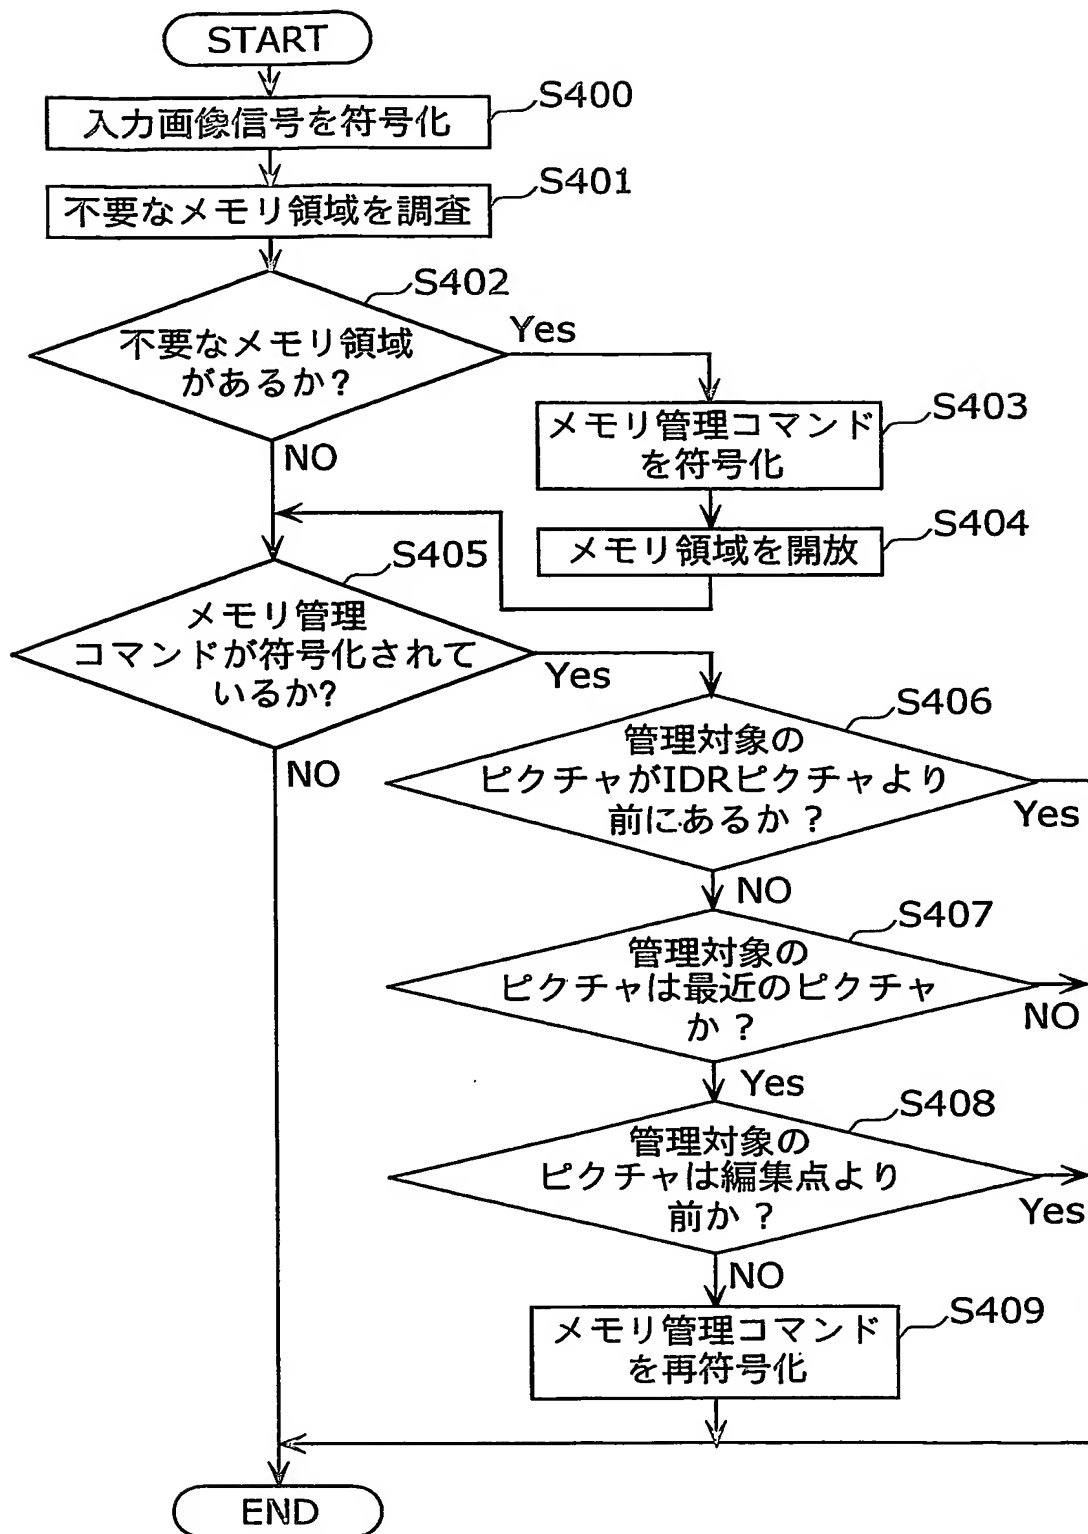 START
S400
入力画像信号を符号化
S401
不要なメモリ領域を調査
S402
不要なメモリ領域
があるか?
Yes
NO
S403
メモリ管理コマンド
を符号化
S404
メモリ領域を開放
S405
メモリ管理
コマンドが符号化されて
いるか?
Yes
NO
S406
管理対象の
ピクチャがIDRピクチャより
前にあるか?
Yes
NO
S407
管理対象の
ピクチャは最近のピクチャ
か?
NO
Yes
S408
管理対象の
ピクチャは編集点より
前か?
Yes
NO
S409
メモリ管理コマンド
を再符号化
END